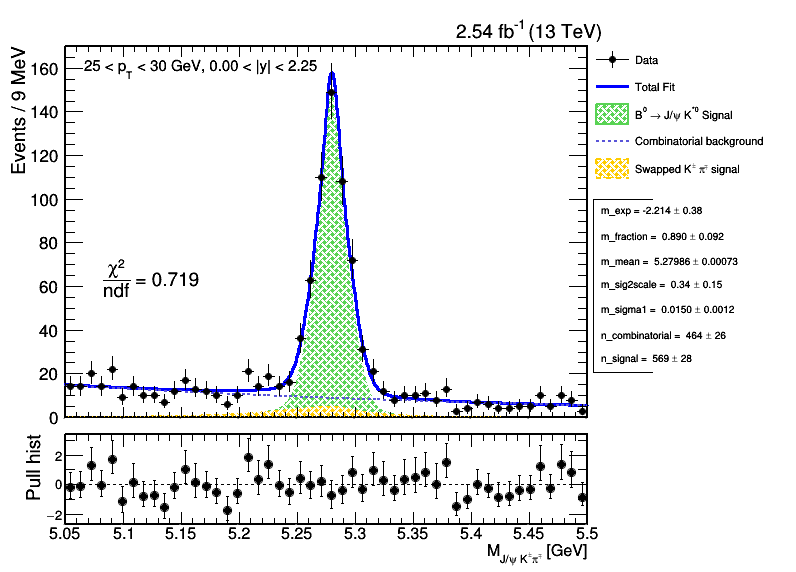 2.54 fb⁻¹ (13 TeV)
Events / 9 MeV
25 < p_T < 30 GeV, 0.00 < |y| < 2.25
160
140
120
100
80
60
40
20
0
χ²/ndf = 0.719
Data
Total Fit
B⁰ → J/ψ K*⁰ Signal
Combinatorial background
Swapped K± π∓ signal
m_exp = -2.214 ± 0.38
m_fraction = 0.890 ± 0.092
m_mean = 5.27986 ± 0.00073
m_sig2scale = 0.34 ± 0.15
m_sigma1 = 0.0150 ± 0.0012
n_combinatorial = 464 ± 26
n_signal = 569 ± 28
Pull hist
2
0
−2
5.05 5.1 5.15 5.2 5.25 5.3 5.35 5.4 5.45 5.5
M_J/ψ K± π∓ [GeV]